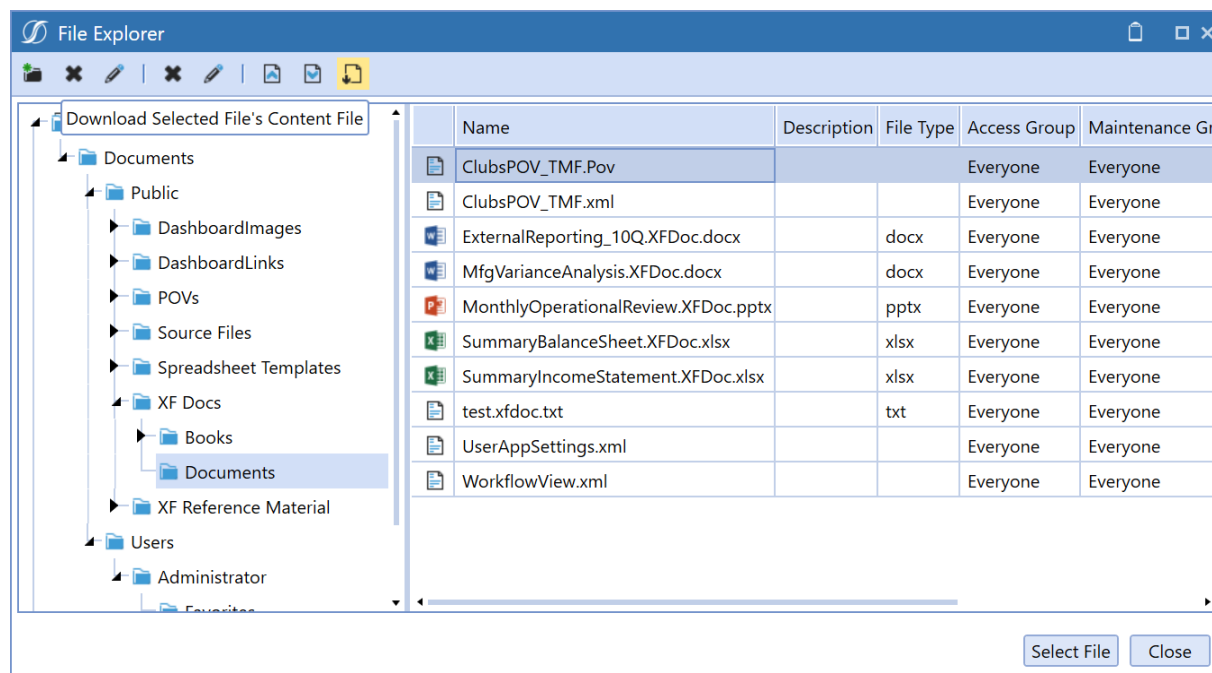 File Explorer
Download Selected File's Content File
Documents
Public
DashboardImages
DashboardLinks
POVs
Source Files
Spreadsheet Templates
XF Docs
Books
Documents
XF Reference Material
Users
Administrator
Favorites
Name Description File Type Access Group Maintenance Gr
ClubsPOV_TMF.Pov Everyone Everyone
ClubsPOV_TMF.xml Everyone Everyone
ExternalReporting_10Q.XFDoc.docx docx Everyone Everyone
MfgVarianceAnalysis.XFDoc.docx docx Everyone Everyone
MonthlyOperationalReview.XFDoc.pptx pptx Everyone Everyone
SummaryBalanceSheet.XFDoc.xlsx xlsx Everyone Everyone
SummaryIncomeStatement.XFDoc.xlsx xlsx Everyone Everyone
test.xfdoc.txt txt Everyone Everyone
UserAppSettings.xml Everyone Everyone
WorkflowView.xml Everyone Everyone
Select File Close